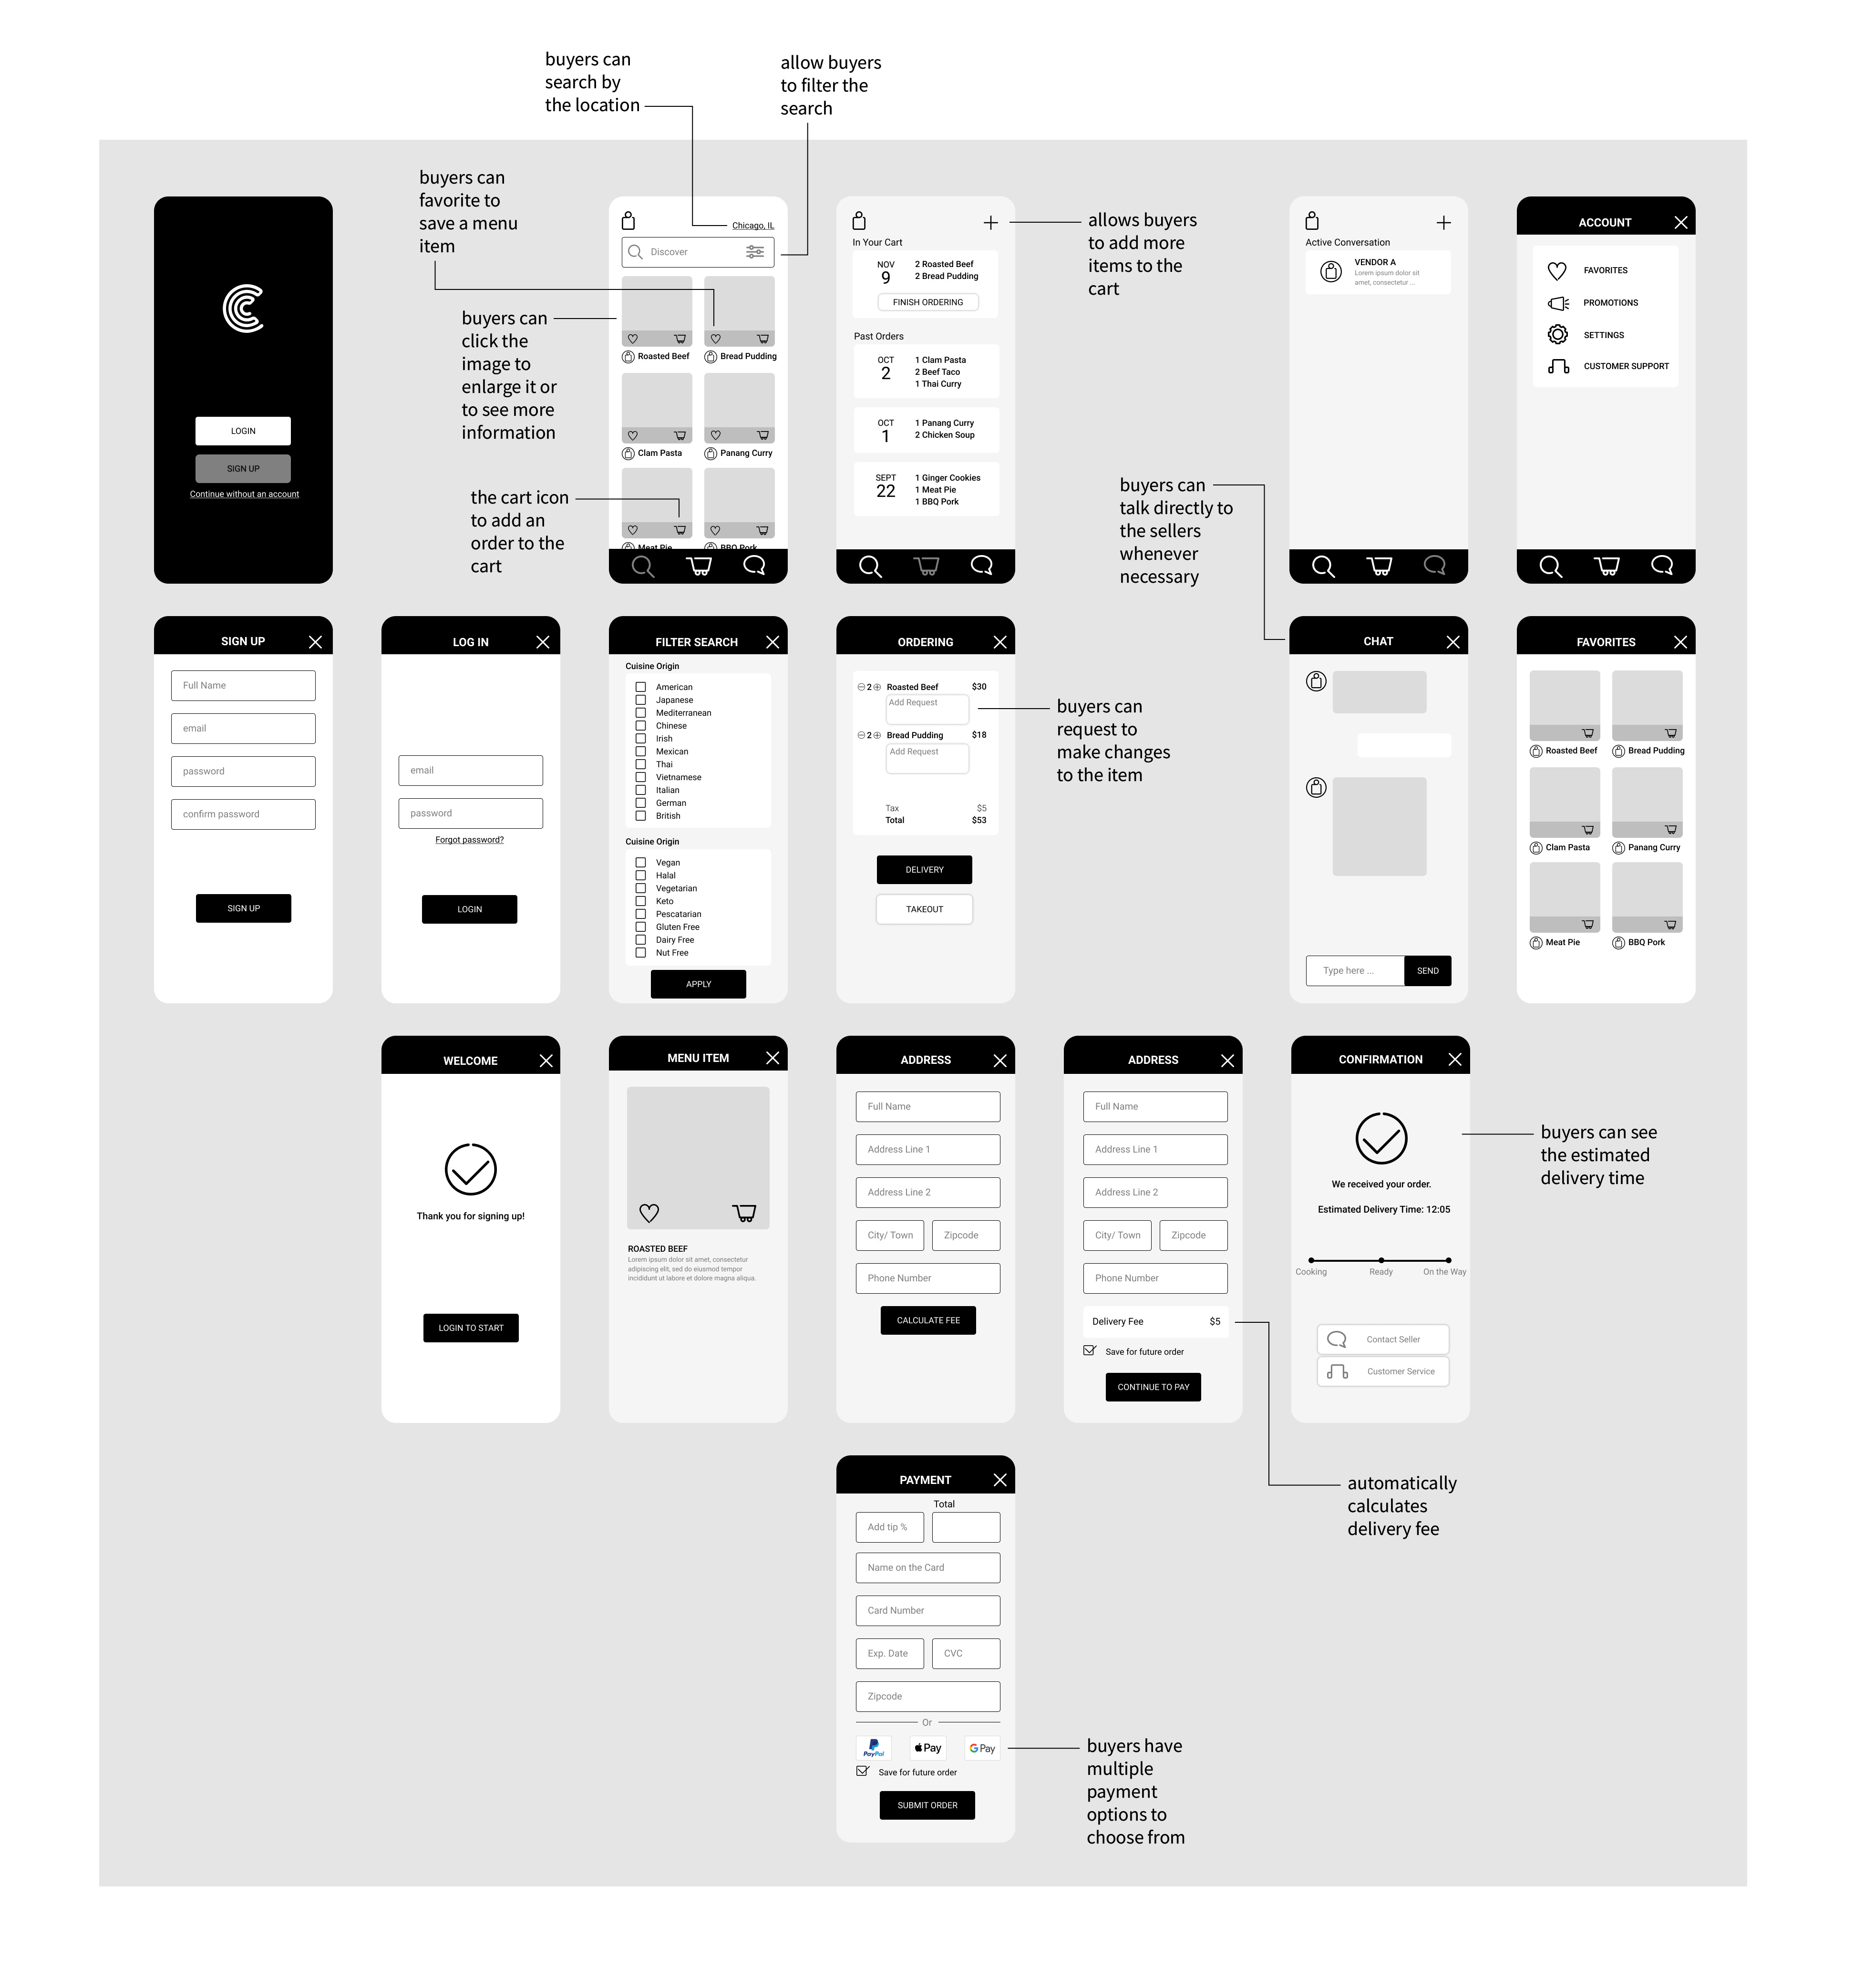 buyers can
search by
the location
allow buyers
to filter the
search
buyers can
favorite to
save a menu
item
buyers can
click the
image to
enlarge it or
to see more
information
the cart icon
to add an
order to the
cart
allows buyers
to add more
items to the
cart
buyers can
talk directly to
the sellers
whenever
necessary
LOGIN
SIGN UP
Continue without an account
Chicago, IL
Discover
Roasted Beef
Bread Pudding
Clam Pasta
Panang Curry
Meat Pie
BBQ Pork
In Your Cart
NOV
9
2 Roasted Beef
2 Bread Pudding
FINISH ORDERING
Past Orders
OCT
2
1 Clam Pasta
2 Beef Taco
1 Thai Curry
OCT
1
1 Panang Curry
2 Chicken Soup
SEPT
22
1 Ginger Cookies
1 Meat Pie
1 BBQ Pork
Active Conversation
VENDOR A
Lorem ipsum dolor sit
amet, consectetur ...
ACCOUNT
FAVORITES
PROMOTIONS
SETTINGS
CUSTOMER SUPPORT
SIGN UP
Full Name
email
password
confirm password
SIGN UP
LOG IN
email
password
Forgot password?
LOGIN
FILTER SEARCH
Cuisine Origin
American
Japanese
Mediterranean
Chinese
Irish
Mexican
Thai
Vietnamese
Italian
German
British
Cuisine Origin
Vegan
Halal
Vegetarian
Keto
Pescatarian
Gluten Free
Dairy Free
Nut Free
APPLY
ORDERING
2 Roasted Beef $30
Add Request
2 Bread Pudding $18
Add Request
Tax $5
Total $53
DELIVERY
TAKEOUT
buyers can
request to
make changes
to the item
CHAT
Type here ...
SEND
FAVORITES
Roasted Beef
Bread Pudding
Clam Pasta
Panang Curry
Meat Pie
BBQ Pork
WELCOME
Thank you for signing up!
LOGIN TO START
MENU ITEM
ROASTED BEEF
Lorem ipsum dolor sit amet, consectetur
adipiscing elit, sed do eiusmod tempor
incididunt ut labore et dolore magna aliqua.
ADDRESS
Full Name
Address Line 1
Address Line 2
City/ Town
Zipcode
Phone Number
CALCULATE FEE
ADDRESS
Full Name
Address Line 1
Address Line 2
City/ Town
Zipcode
Phone Number
Delivery Fee $5
Save for future order
CONTINUE TO PAY
CONFIRMATION
We received your order.
Estimated Delivery Time: 12:05
Cooking
Ready
On the Way
Contact Seller
Customer Service
buyers can see
the estimated
delivery time
automatically
calculates
delivery fee
PAYMENT
Total
Add tip %
Name on the Card
Card Number
Exp. Date
CVC
Zipcode
Or
PayPal
Pay
G Pay
Save for future order
SUBMIT ORDER
buyers have
multiple
payment
options to
choose from